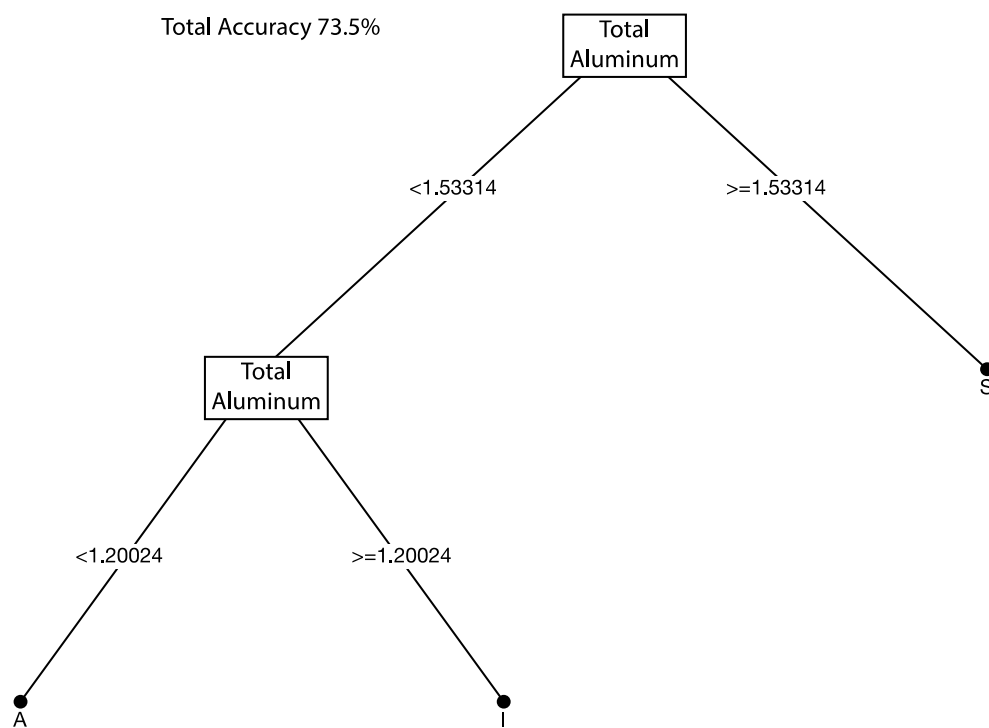 Total Accuracy 73.5%
Total
Aluminum
<1.53314
>=1.53314
Total
Aluminum
S
<1.20024
>=1.20024
A
I